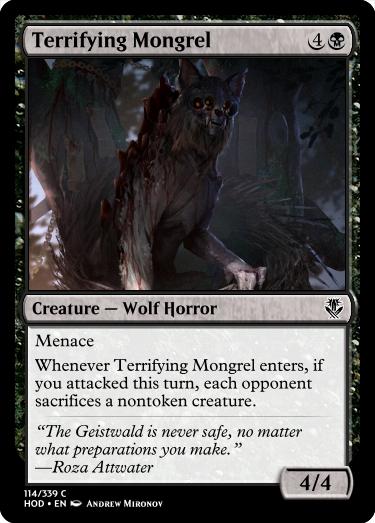 Terrifying Mongrel 4
Creature — Wolf Horror
Menace
Whenever Terrifying Mongrel enters, if
you attacked this turn, each opponent
sacrifices a nontoken creature.
“The Geistwald is never safe, no matter
what preparations you make.”
—Roza Attwater
4/4
114/339 C
HOD • EN Andrew Mironov